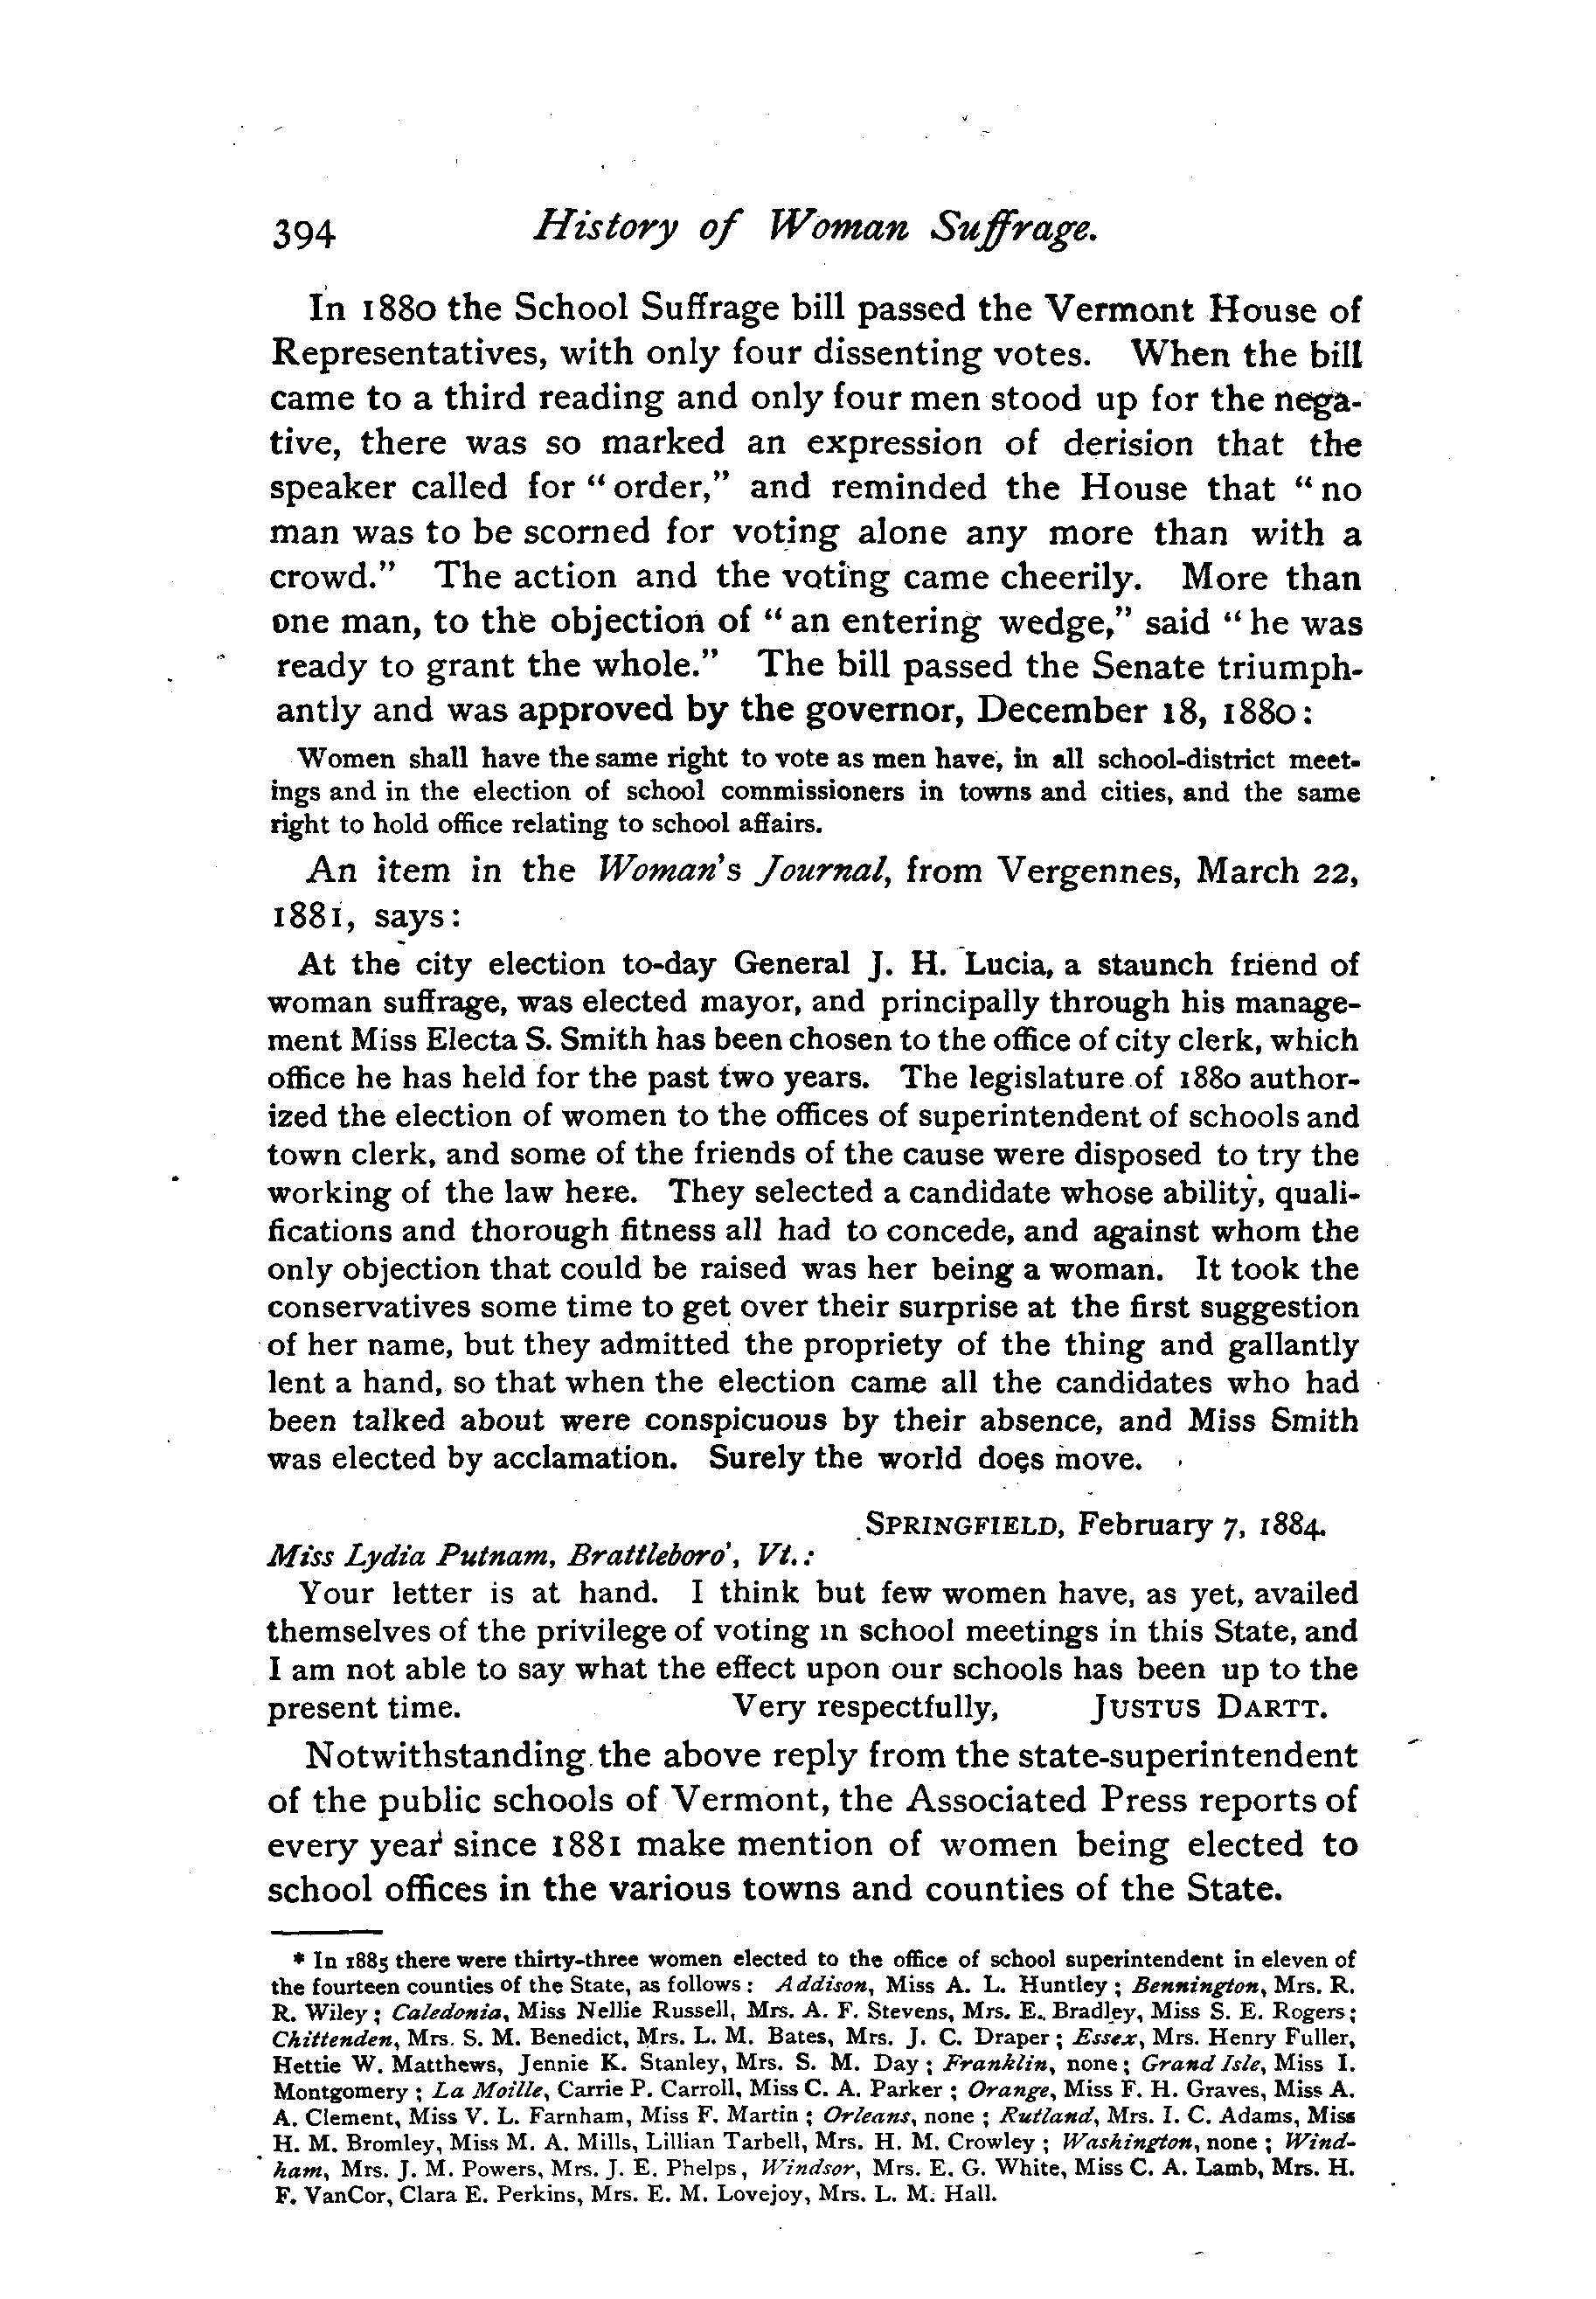 394 History of Woman Suffrage.
In 1880 the School Suffrage bill passed the Vermont House of
Representatives, with only four dissenting votes. When the bill
came to a third reading and only four men stood up for the nega-
tive, there was so marked an expression of derision that the
speaker called for "order," and reminded the House that "no
man was to be scorned for voting alone any more than with a
crowd." The action and the voting came cheerily. More than
one man, to the objection of "an entering wedge," said "he was
ready to grant the whole." The bill passed the Senate triumph-
antly and was approved by the governor, December 18, 1880:
Women shall have the same right to vote as men have, in all school-district meet-
ings and in the election of school commissioners in towns and cities, and the same
right to hold office relating to school affairs.
An item in the Woman's Journal, from Vergennes, March 22,
1881, says:
At the city election to-day General J. H. Lucia, a staunch friend of
woman suffrage, was elected mayor, and principally through his manage-
ment Miss Electa S. Smith has been chosen to the office of city clerk, which
office he has held for the past two years. The legislature of 1880 author-
ized the election of women to the offices of superintendent of schools and
town clerk, and some of the friends of the cause were disposed to try the
working of the law here. They selected a candidate whose ability, quali-
fications and thorough fitness all had to concede, and against whom the
only objection that could be raised was her being a woman. It took the
conservatives some time to get over their surprise at the first suggestion
of her name, but they admitted the propriety of the thing and gallantly
lent a hand, so that when the election came all the candidates who had
been talked about were conspicuous by their absence, and Miss Smith
was elected by acclamation. Surely the world does move.
SPRINGFIELD, February 7, 1884.
Miss Lydia Putnam, Brattleboro', Vt.:
Your letter is at hand. I think but few women have, as yet, availed
themselves of the privilege of voting in school meetings in this State, and
I am not able to say what the effect upon our schools has been up to the
present time. Very respectfully, JUSTUS DARTT.
Notwithstanding the above reply from the state-superintendent
of the public schools of Vermont, the Associated Press reports of
every year since 1881 make mention of women being elected to
school offices in the various towns and counties of the State.
* In 1885 there were thirty-three women elected to the office of school superintendent in eleven of
the fourteen counties of the State, as follows: Addison, Miss A. L. Huntley; Bennington, Mrs. R.
R. Wiley; Caledonia, Miss Nellie Russell, Mrs. A. F. Stevens, Mrs. E. Bradley, Miss S. E. Rogers;
Chittenden, Mrs. S. M. Benedict, Mrs. L. M. Bates, Mrs. J. C. Draper; Essex, Mrs. Henry Fuller,
Hettie W. Matthews, Jennie K. Stanley, Mrs. S. M. Day; Franklin, none; Grand Isle, Miss I.
Montgomery; La Moille, Carrie P. Carroll, Miss C. A. Parker; Orange, Miss F. H. Graves, Miss A.
A. Clement, Miss V. L. Farnham, Miss F. Martin; Orleans, none; Rutland, Mrs. I. C. Adams, Miss
H. M. Bromley, Miss M. A. Mills, Lillian Tarbell, Mrs. H. M. Crowley; Washington, none; Wind-
ham, Mrs. J. M. Powers, Mrs. J. E. Phelps, Windsor, Mrs. E. G. White, Miss C. A. Lamb, Mrs. H.
F. VanCor, Clara E. Perkins, Mrs. E. M. Lovejoy, Mrs. L. M. Hall.